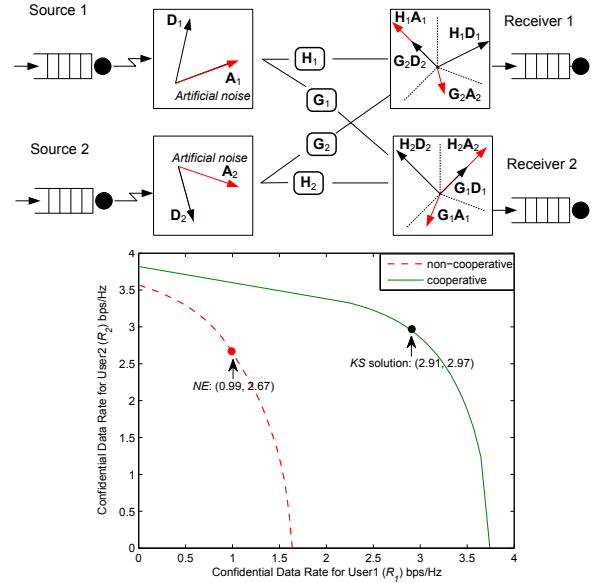 Source 1
Receiver 1
D1
A1
Artificial noise
H1
G1
G2
H2
H1A1
H1D1
G2D2
G2A2
Source 2
Receiver 2
Artificial noise
A2
D2
H2D2
H2A2
G1D1
G1A1
non-cooperative
cooperative
KS solution: (2.91, 2.97)
NE: (0.99, 2.67)
Confidential Data Rate for User2 (R2) bps/Hz
4
3.5
3
2.5
2
1.5
1
0.5
0
0 0.5 1 1.5 2 2.5 3 3.5 4
Confidential Data Rate for User1 (R1) bps/Hz